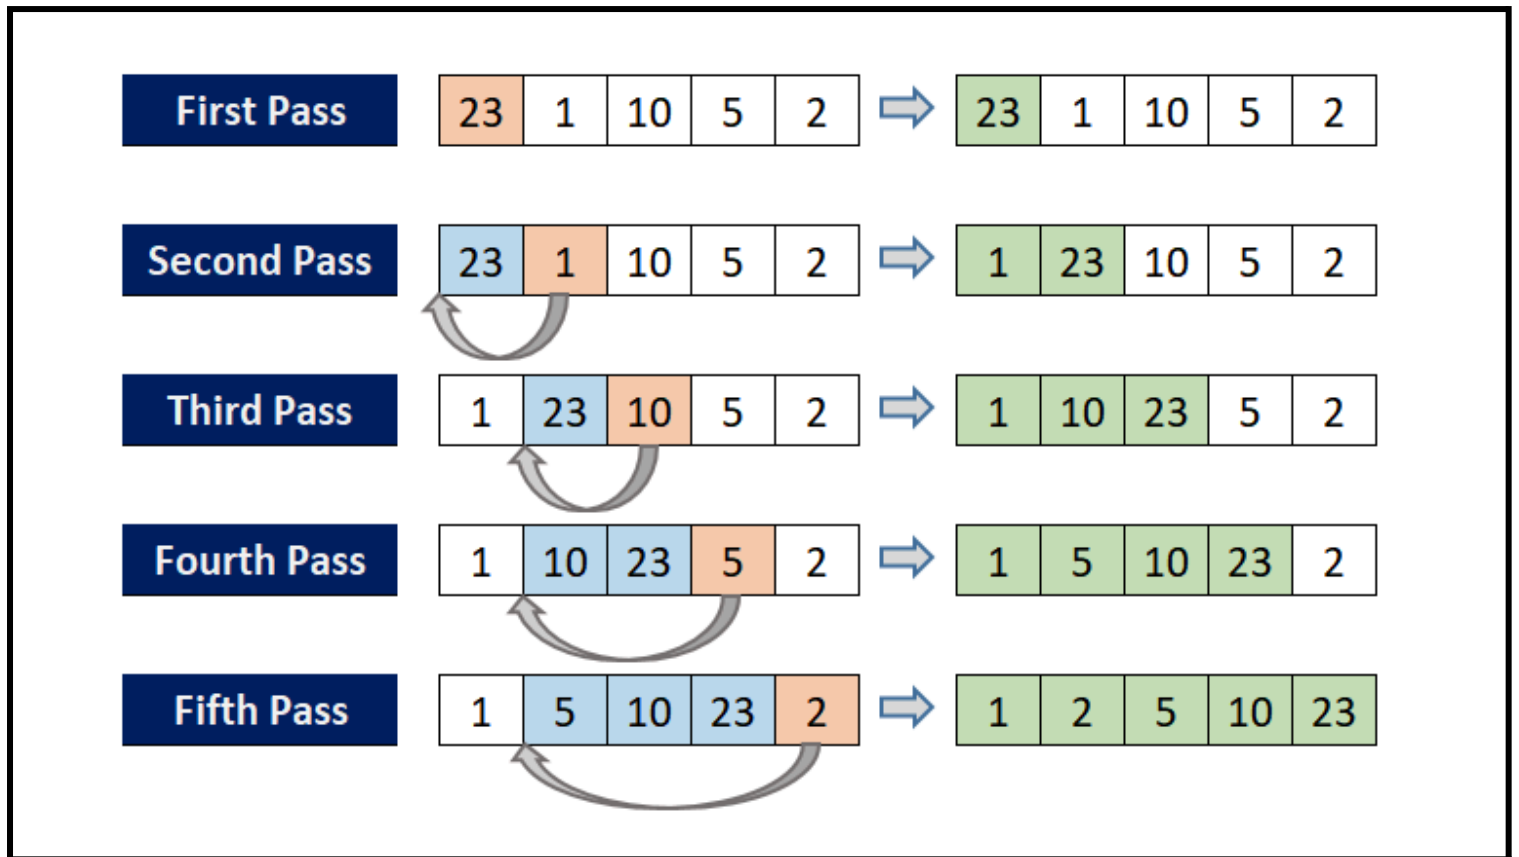 First Pass 23 1 10 5 2 23 1 10 5 2
Second Pass 23 1 10 5 2 1 23 10 5 2
Third Pass 1 23 10 5 2 1 10 23 5 2
Fourth Pass 1 10 23 5 2 1 5 10 23 2
Fifth Pass 1 5 10 23 2 1 2 5 10 23